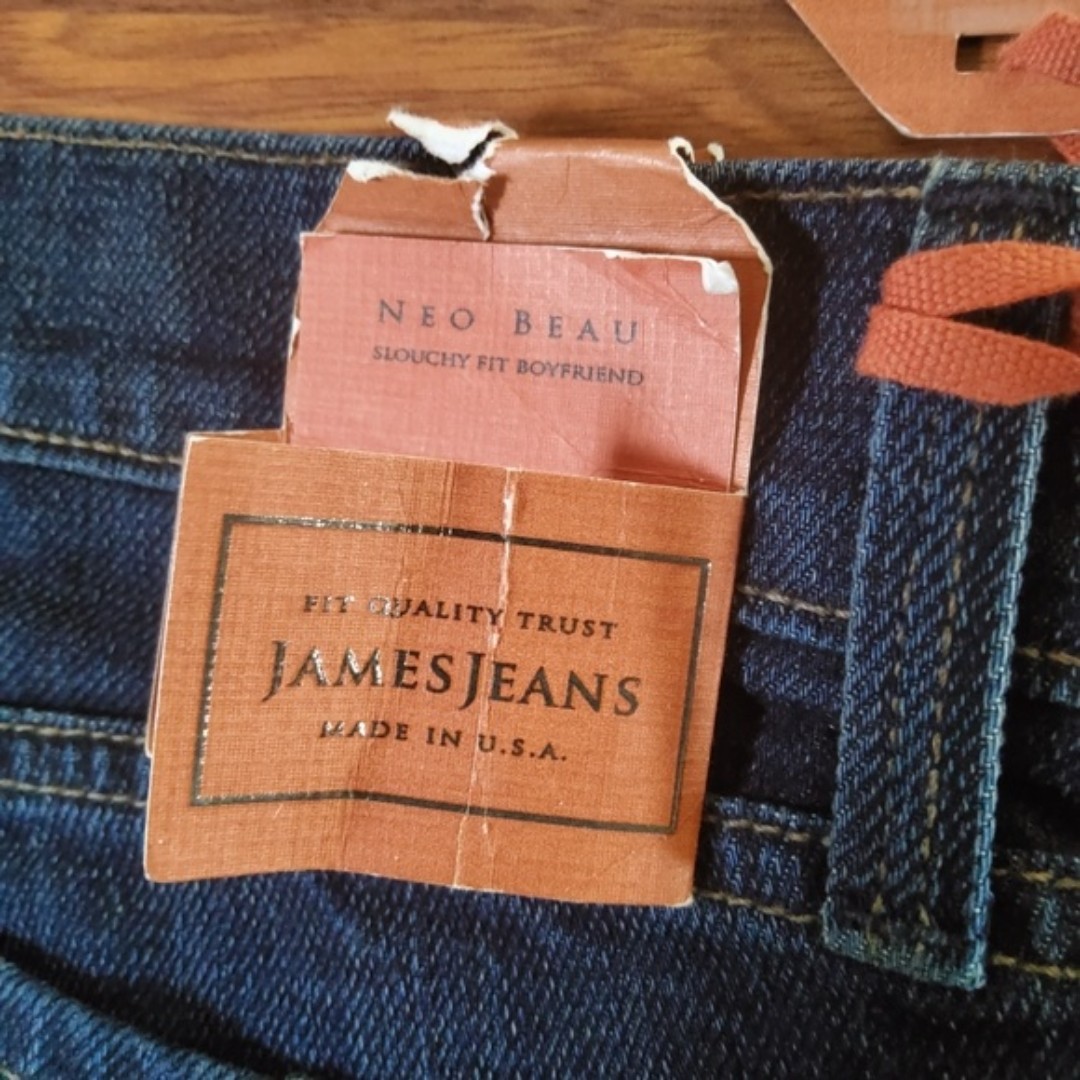 NEO BEAU
SLOUCHY FIT BOYFRIEND
FIT QUALITY TRUST
JAMES JEANS
MADE IN U.S.A.